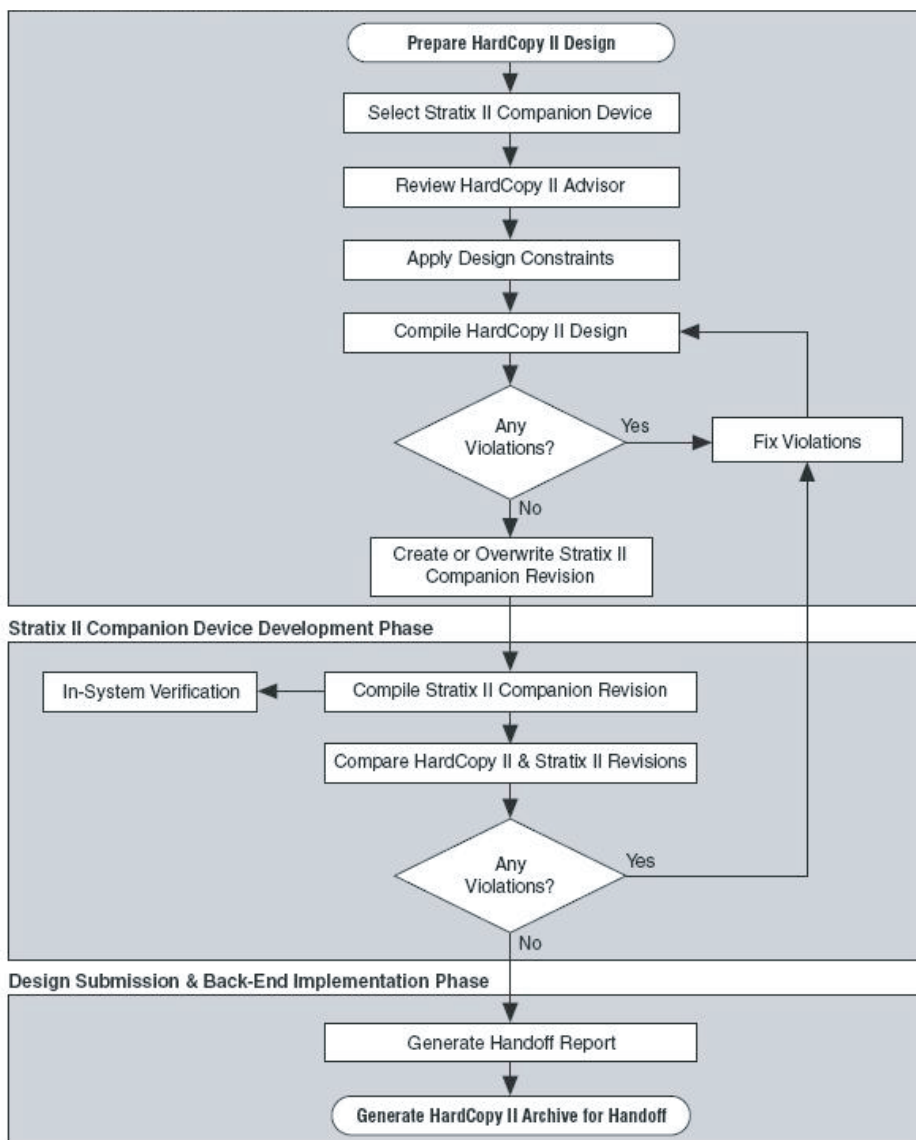 Prepare HardCopy II Design
Select Stratix II Companion Device
Review HardCopy II Advisor
Apply Design Constraints
Compile HardCopy II Design
Any
Violations?
Yes
Fix Violations
No
Create or Overwrite Stratix II
Companion Revision
Stratix II Companion Device Development Phase
In-System Verification
Compile Stratix II Companion Revision
Compare HardCopy II & Stratix II Revisions
Any
Violations?
Yes
No
Design Submission & Back-End Implementation Phase
Generate Handoff Report
Generate HardCopy II Archive for Handoff